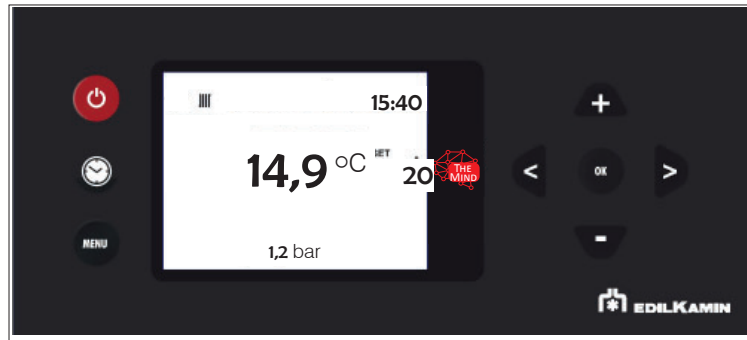 15:40
14,9 °C
SET
20
THE
MIND
1,2 bar
MENU
+
<
OK
>
-
EDILKAMIN